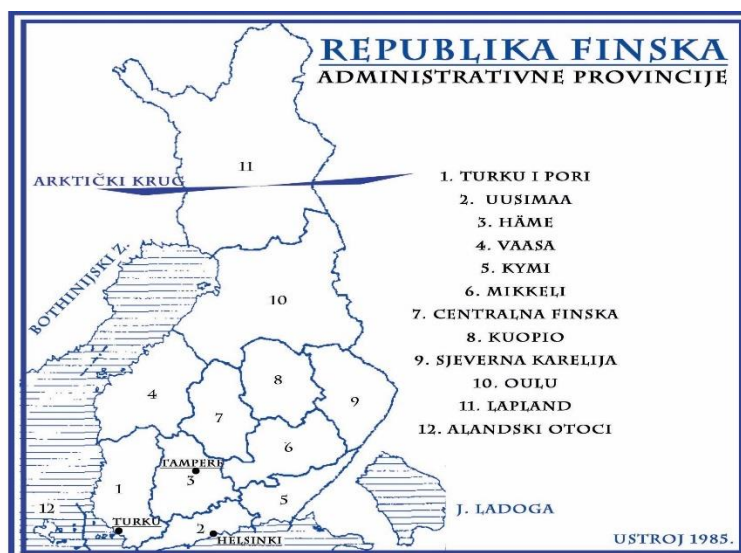 REPUBLIKA FINSKA
ADMINISTRATIVNE PROVINCIJE
11
ARKTIČKI KRUG
1. TURKU I PORI
2. UUSIMAA
3. HÄME
4. VAASA
5. KYMI
6. MIKKELI
7. CENTRALNA FINSKA
8. KUOPIO
9. SJEVERNA KARELIJA
10. OULU
11. LAPLAND
12. ALANDSKI OTOCI
BOTHINIJSKI Z.
10
8
9
4
7
6
TAMPERE
3
1
5
12
TURKU
2
HELSINKI
J. LADOGA
USTROJ 1985.